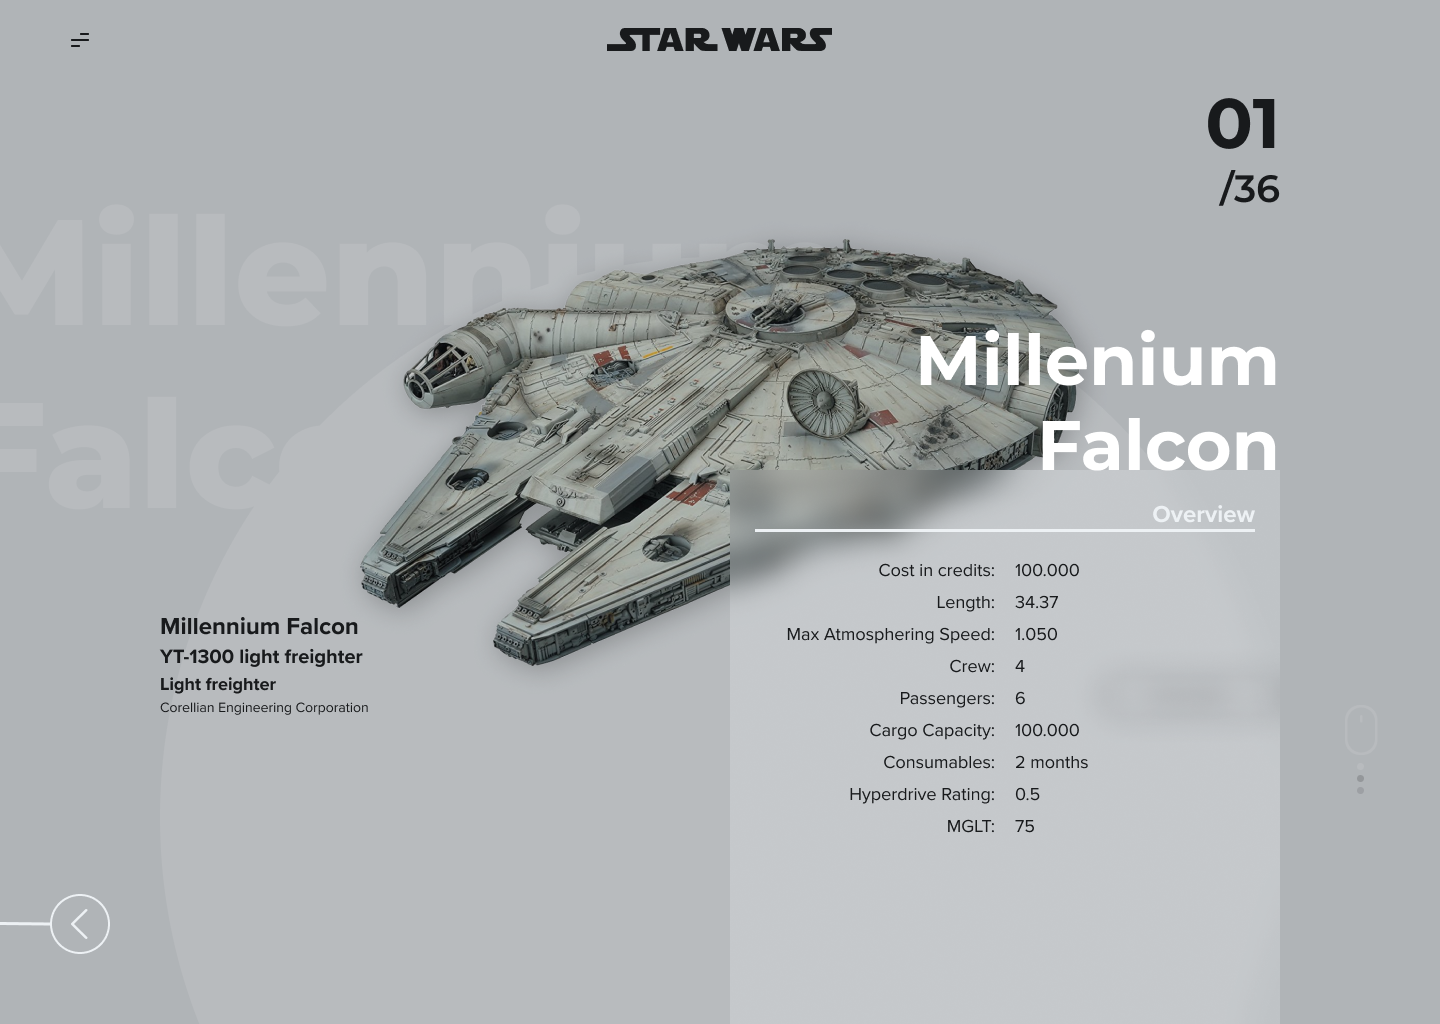 STAR WARS
01
/36
Millennium
Falcon
Millenium
Falcon
Overview
Cost in credits: 100.000
Length: 34.37
Max Atmosphering Speed: 1.050
Crew: 4
Passengers: 6
Cargo Capacity: 100.000
Consumables: 2 months
Hyperdrive Rating: 0.5
MGLT: 75
Millennium Falcon
YT-1300 light freighter
Light freighter
Corellian Engineering Corporation